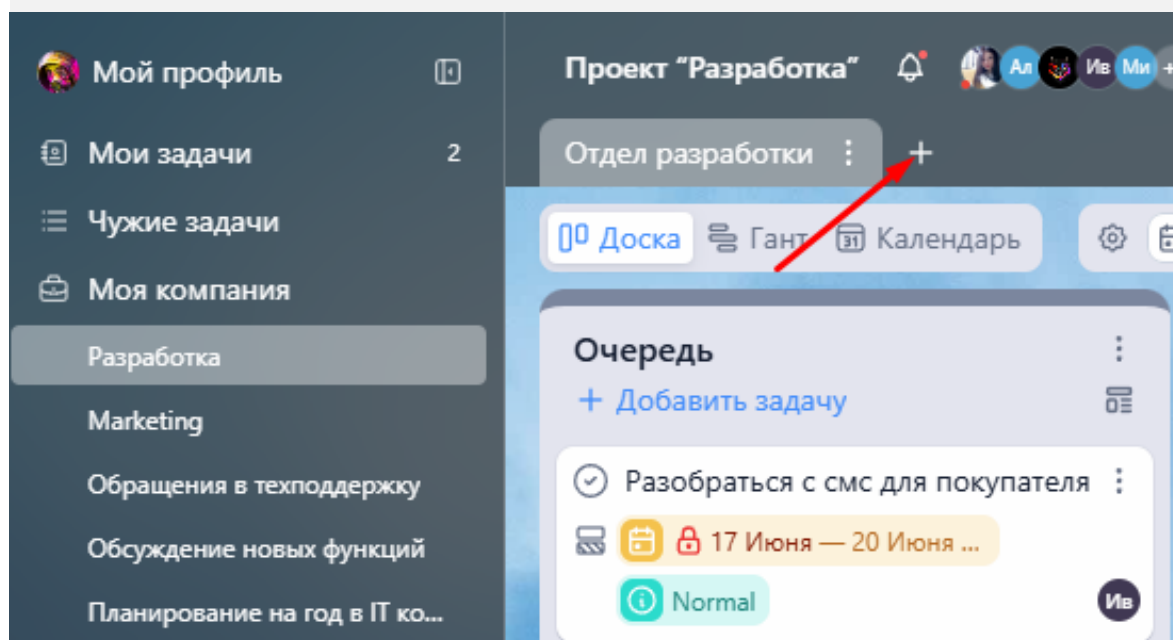 Мой профиль
Мои задачи 2
Чужие задачи
Моя компания
Разработка
Marketing
Обращения в техподдержку
Обсуждение новых функций
Планирование на год в IT ко...
Проект “Разработка” Ал Ив Ми +
Отдел разработки +
Доска Гант 31 Календарь
Очередь
+ Добавить задачу
Разобраться с смс для покупателя
17 Июня — 20 Июня ...
Normal Ив